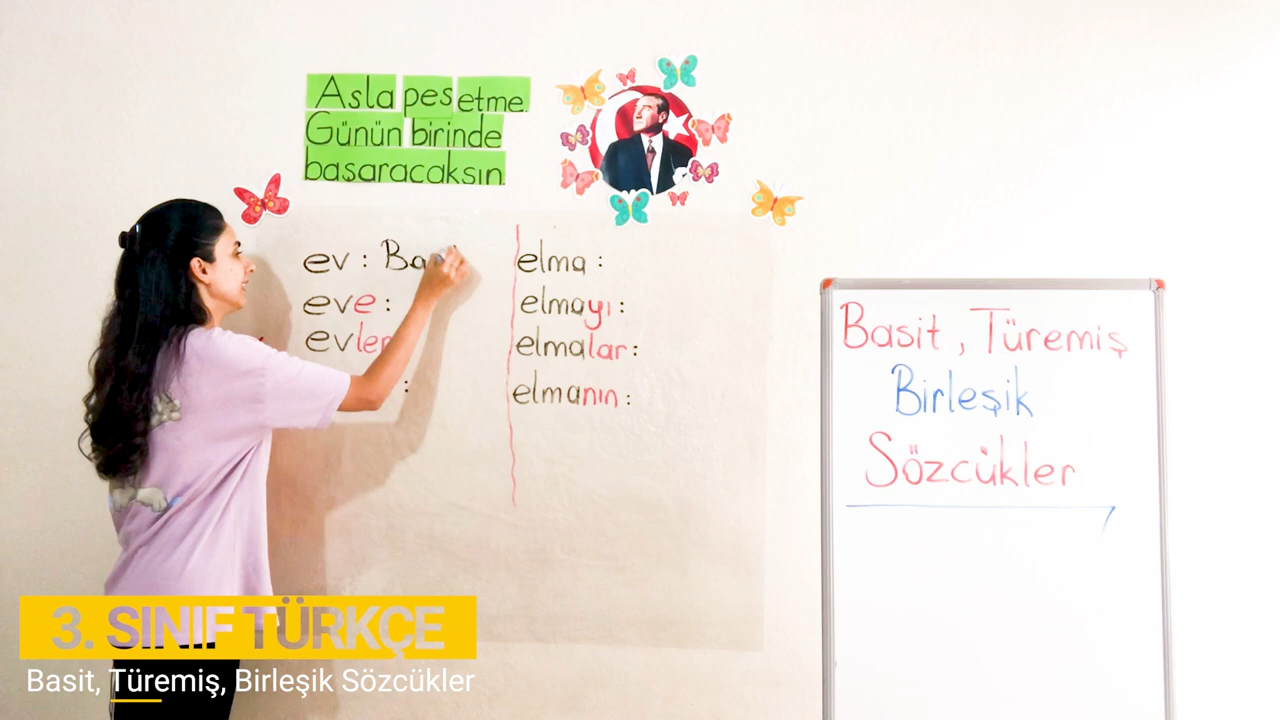 Asla pes etme.
Günün birinde
basaracaksın.
ev : Ba
eve :
evler
:
elma :
elmayı :
elmalar :
elmanın :
Basit, Türemiş
Birleşik
Sözcükler
3. SINIF TÜRKÇE
Basit, Türemiş, Birleşik Sözcükler